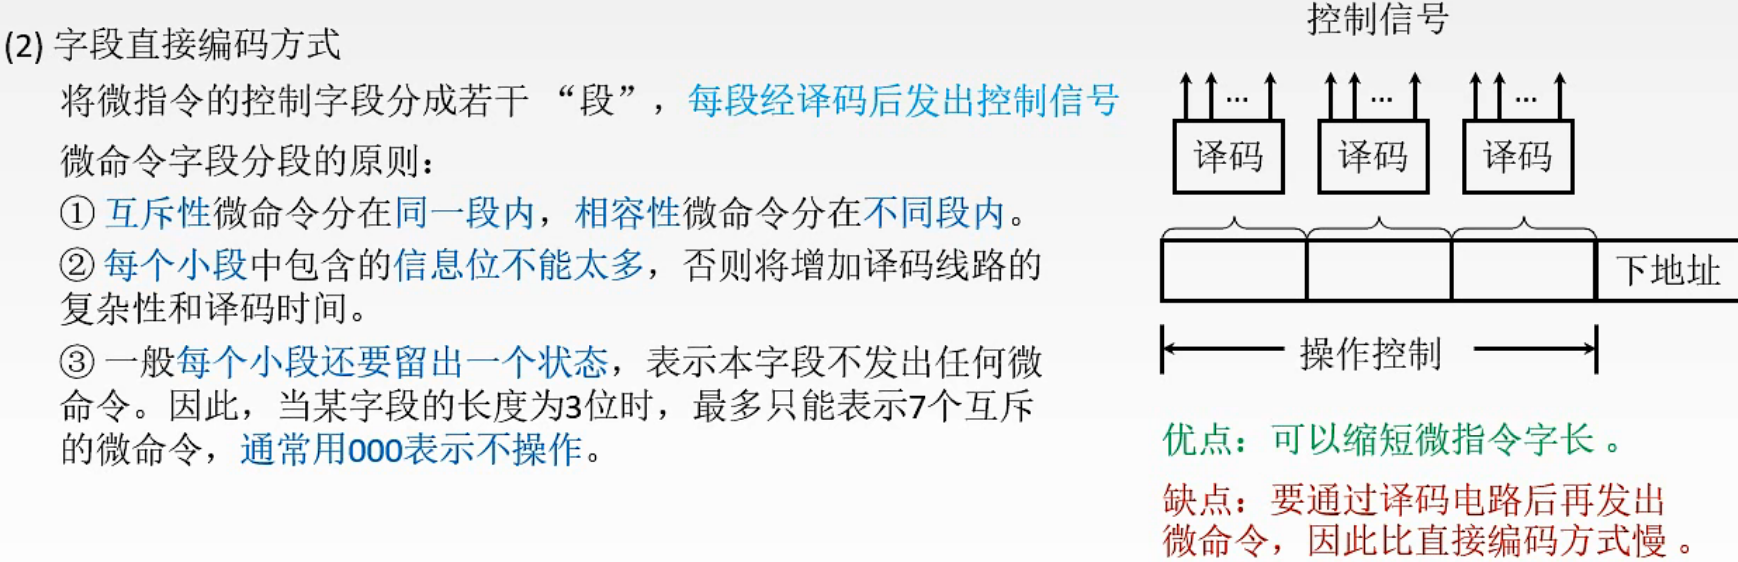 (2) 字段直接编码方式
将微指令的控制字段分成若干 “段”，每段经译码后发出控制信号
微命令字段分段的原则：
① 互斥性微命令分在同一段内，相容性微命令分在不同段内。
② 每个小段中包含的信息位不能太多，否则将增加译码线路的
复杂性和译码时间。
③ 一般每个小段还要留出一个状态，表示本字段不发出任何微
命令。因此，当某字段的长度为3位时，最多只能表示7个互斥
的微命令，通常用000表示不操作。
控制信号
... ... ...
译码 译码 译码
下地址
操作控制
优点：可以缩短微指令字长 。
缺点：要通过译码电路后再发出
微命令，因此比直接编码方式慢 。